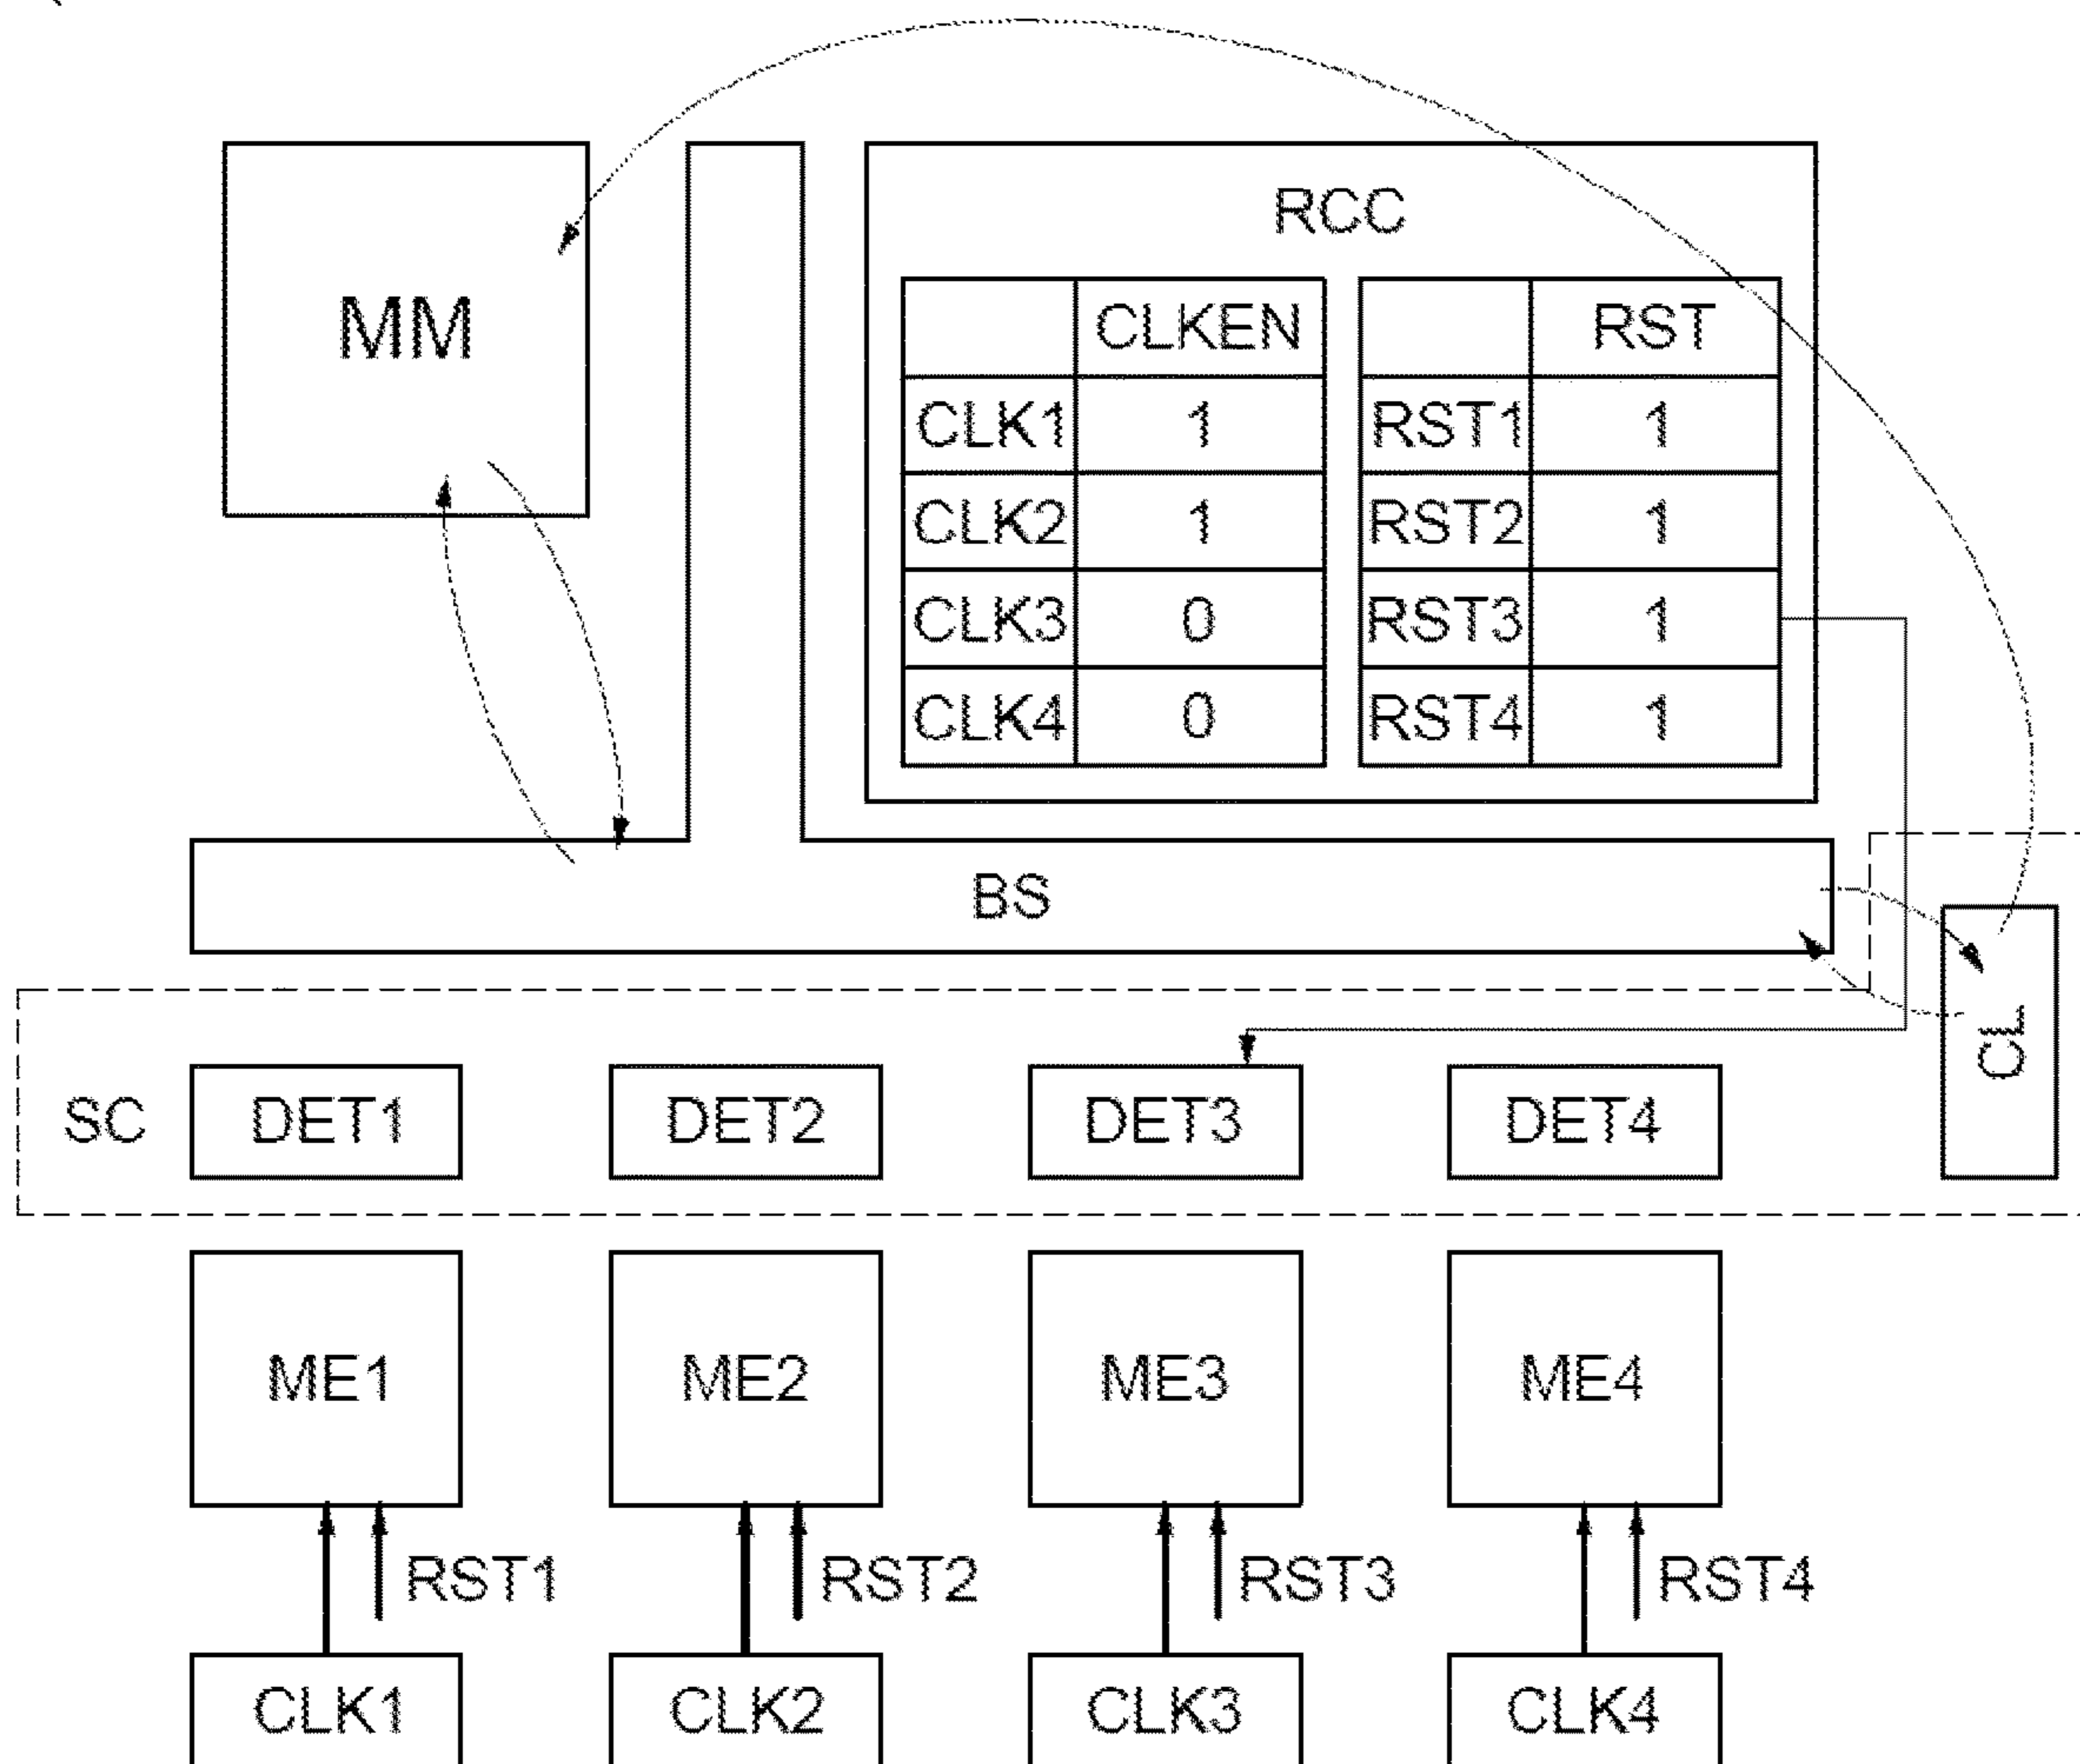 RCC
MM
CLKEN RST
CLK1 1 RST1 1
CLK2 1 RST2 1
CLK3 0 RST3 1
CLK4 0 RST4 1
BS
CL
SC DET1 DET2 DET3 DET4
ME1 ME2 ME3 ME4
RST1 RST2 RST3 RST4
CLK1 CLK2 CLK3 CLK4